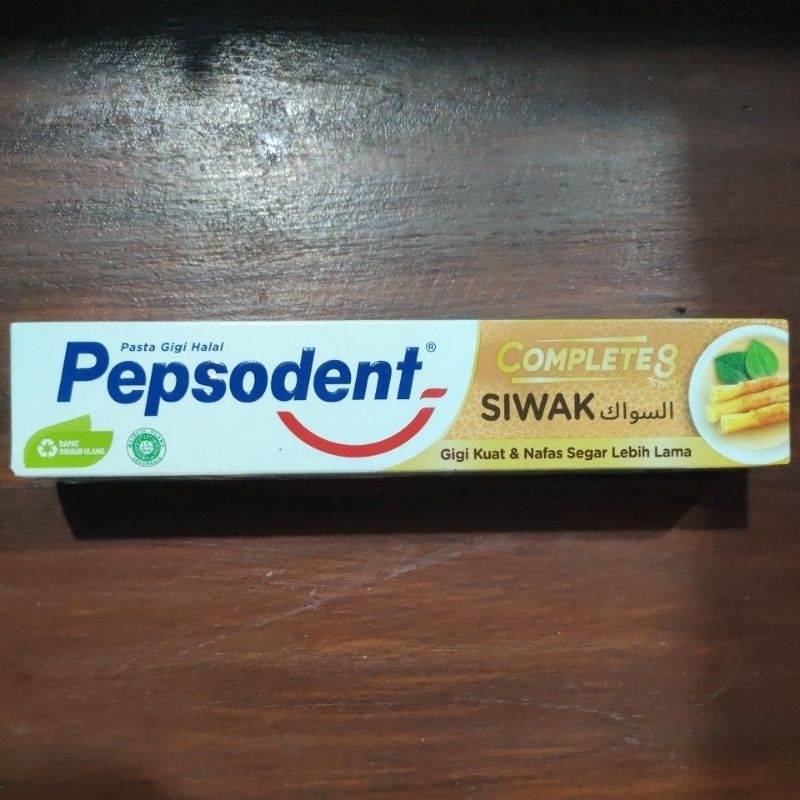 Pasta Gigi Halal
Pepsodent®
DAPAT
DIDAUR ULANG
COMPLETE 8
SIWAK السواك
Gigi Kuat & Nafas Segar Lebih Lama